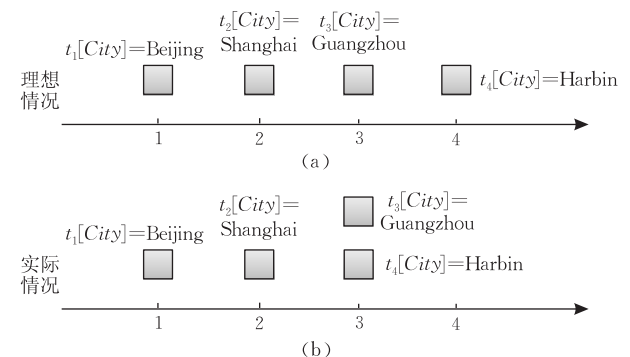 t₁[City]=Beijing
t₂[City]=
Shanghai
t₃[City]=
Guangzhou
t₄[City]=Harbin
理想
情况
1 2 3 4
(a)
t₁[City]=Beijing
t₂[City]=
Shanghai
t₃[City]=
Guangzhou
t₄[City]=Harbin
实际
情况
1 2 3 4
(b)